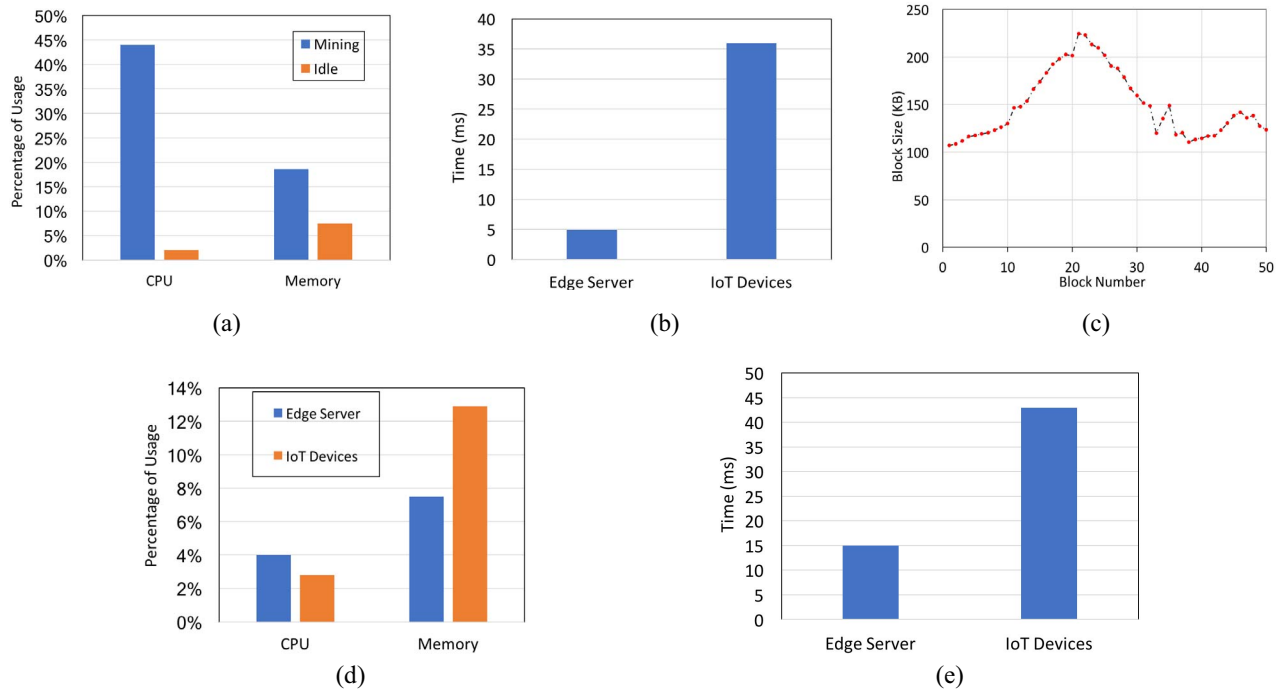 50%
45%
40%
35%
30%
25%
20%
15%
10%
5%
0%
Percentage of Usage
Mining
Idle
CPU Memory
(a)
40
35
30
25
20
15
10
5
0
Time (ms)
Edge Server IoT Devices
(b)
250
200
150
100
50
0
Block Size (KB)
0 10 20 30 40 50
Block Number
(c)
14%
12%
10%
8%
6%
4%
2%
0%
Percentage of Usage
Edge Server
IoT Devices
CPU Memory
(d)
50
45
40
35
30
25
20
15
10
5
0
Time (ms)
Edge Server IoT Devices
(e)